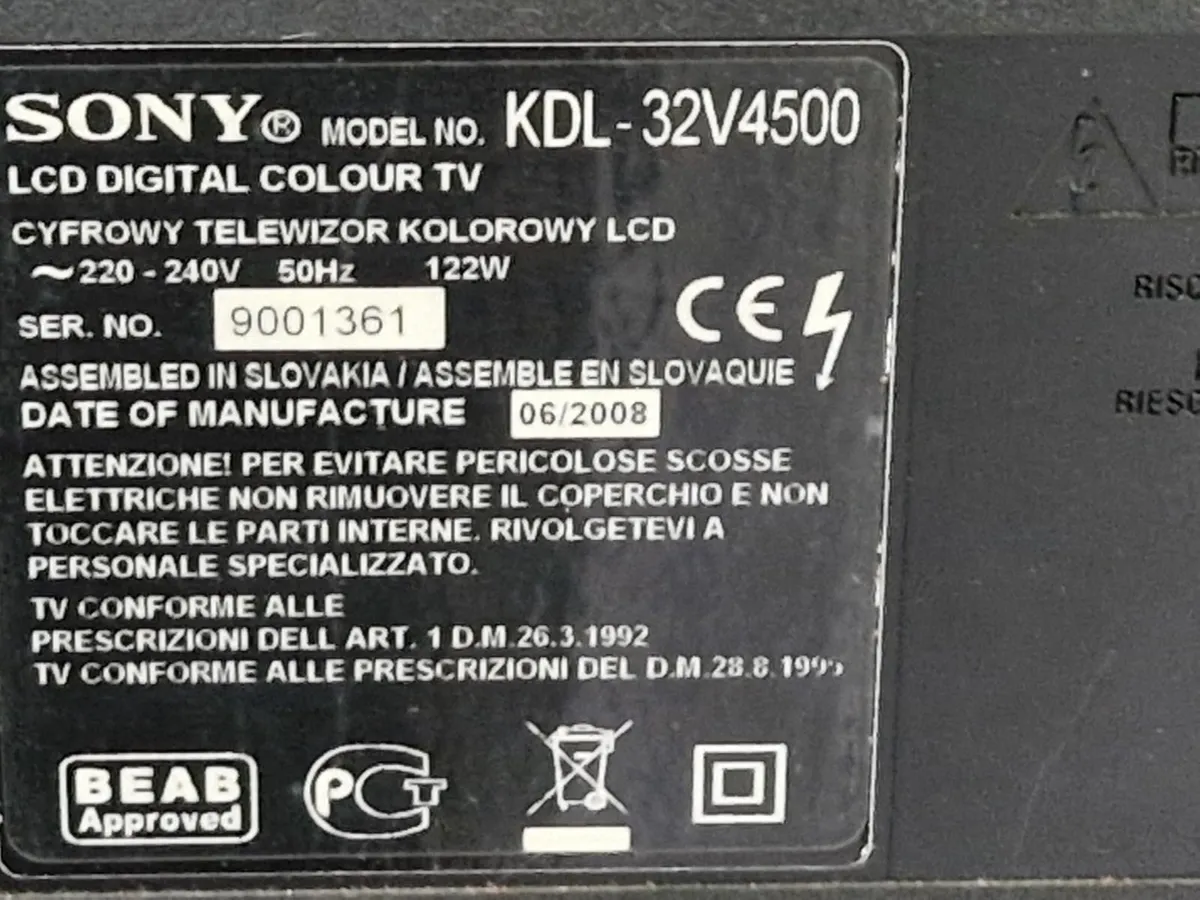 SONY® MODEL NO. KDL-32V4500
LCD DIGITAL COLOUR TV
CYFROWY TELEWIZOR KOLOROWY LCD
~220 - 240V 50Hz 122W
SER. NO. 9001361
CE
ASSEMBLED IN SLOVAKIA / ASSEMBLE EN SLOVAQUIE
DATE OF MANUFACTURE 06/2008
ATTENZIONE! PER EVITARE PERICOLOSE SCOSSE
ELETTRICHE NON RIMUOVERE IL COPERCHIO E NON
TOCCARE LE PARTI INTERNE. RIVOLGETEVI A
PERSONALE SPECIALIZZATO.
TV CONFORME ALLE
PRESCRIZIONI DELL ART. 1 D.M.26.3.1992
TV CONFORME ALLE PRESCRIZIONI DEL D.M.28.8.1995
BEAB
Approved
PCT